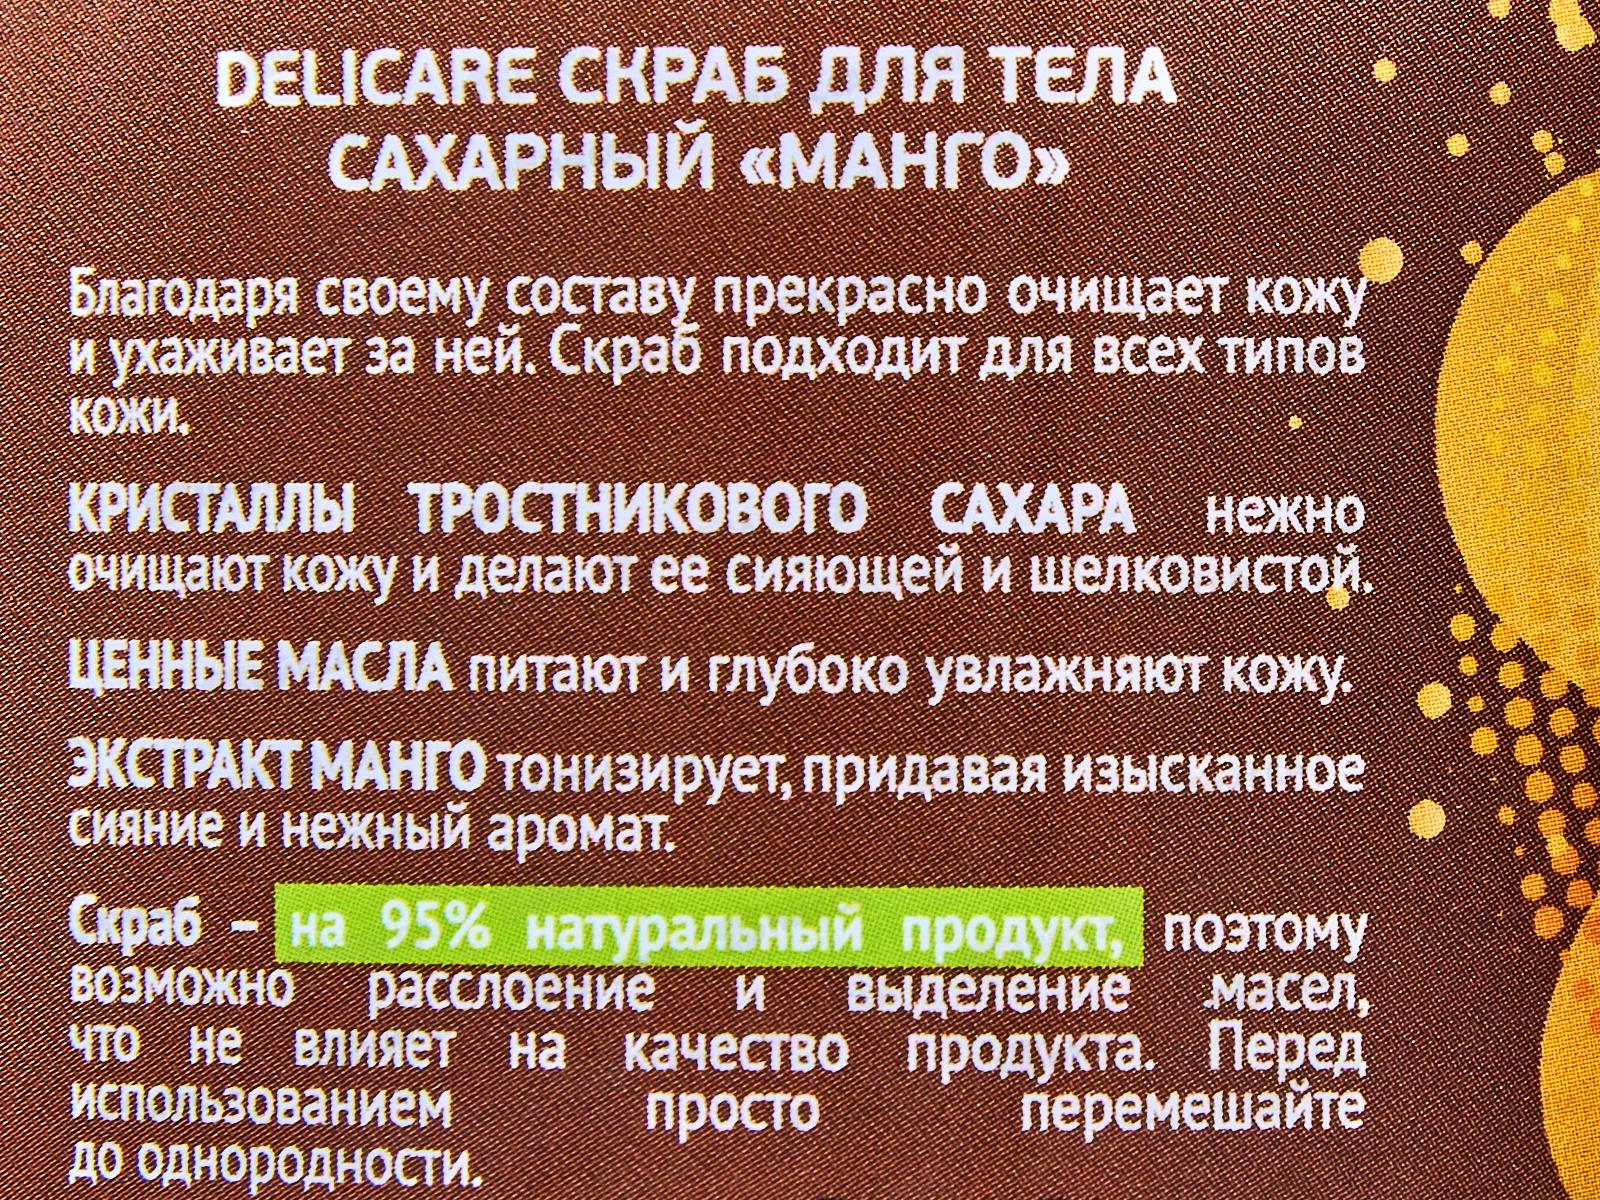 DELICARE СКРАБ ДЛЯ ТЕЛА
САХАРНЫЙ «МАНГО»
Благодаря своему составу прекрасно очищает кожу
и ухаживает за ней. Скраб подходит для всех типов
кожи.
КРИСТАЛЛЫ ТРОСТНИКОВОГО САХАРА нежно
очищают кожу и делают ее сияющей и шелковистой.
ЦЕННЫЕ МАСЛА питают и глубоко увлажняют кожу.
ЭКСТРАКТ МАНГО тонизирует, придавая изысканное
сияние и нежный аромат.
Скраб – на 95% натуральный продукт, поэтому
возможно расслоение и выделение масел,
что не влияет на качество продукта. Перед
использованием просто перемешайте
до однородности.